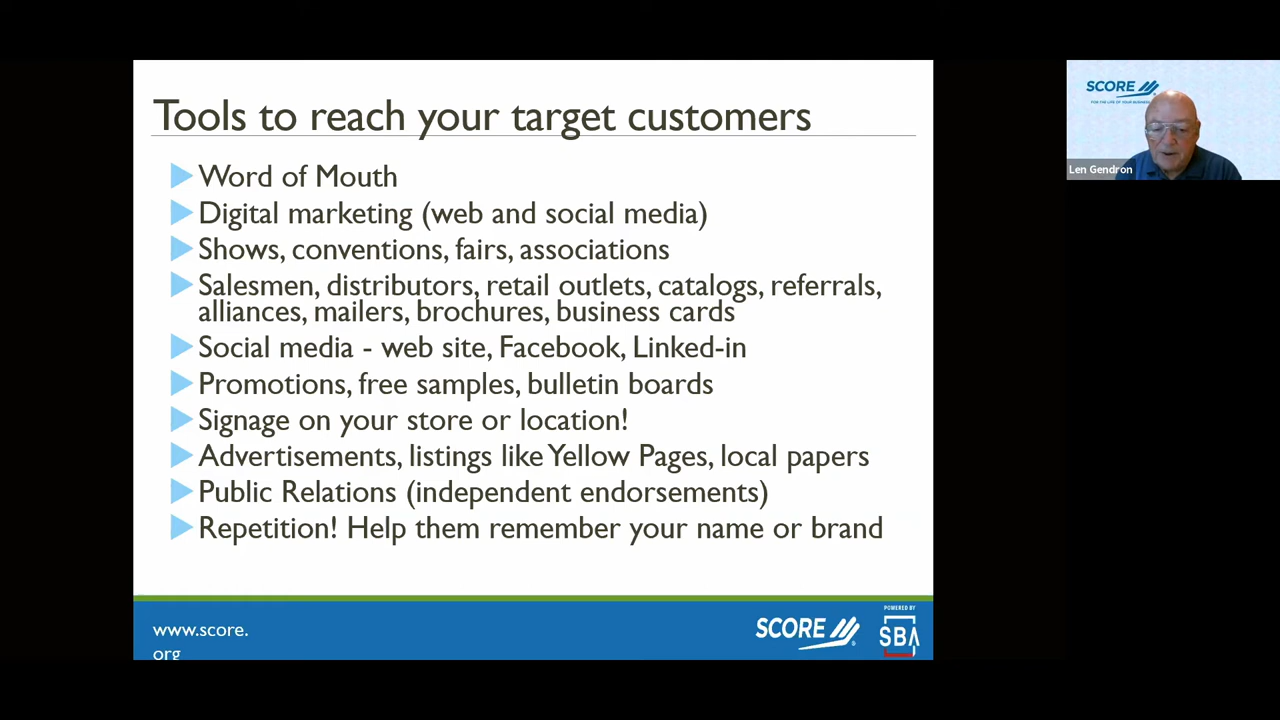 Tools to reach your target customers
Word of Mouth
Digital marketing (web and social media)
Shows, conventions, fairs, associations
Salesmen, distributors, retail outlets, catalogs, referrals,
alliances, mailers, brochures, business cards
Social media - web site, Facebook, Linked-in
Promotions, free samples, bulletin boards
Signage on your store or location!
Advertisements, listings like Yellow Pages, local papers
Public Relations (independent endorsements)
Repetition! Help them remember your name or brand
www.score.
org
SCORE
POWERED BY
SBA
SCORE
FOR THE LIFE OF YOUR BUSINESS
Len Gendron